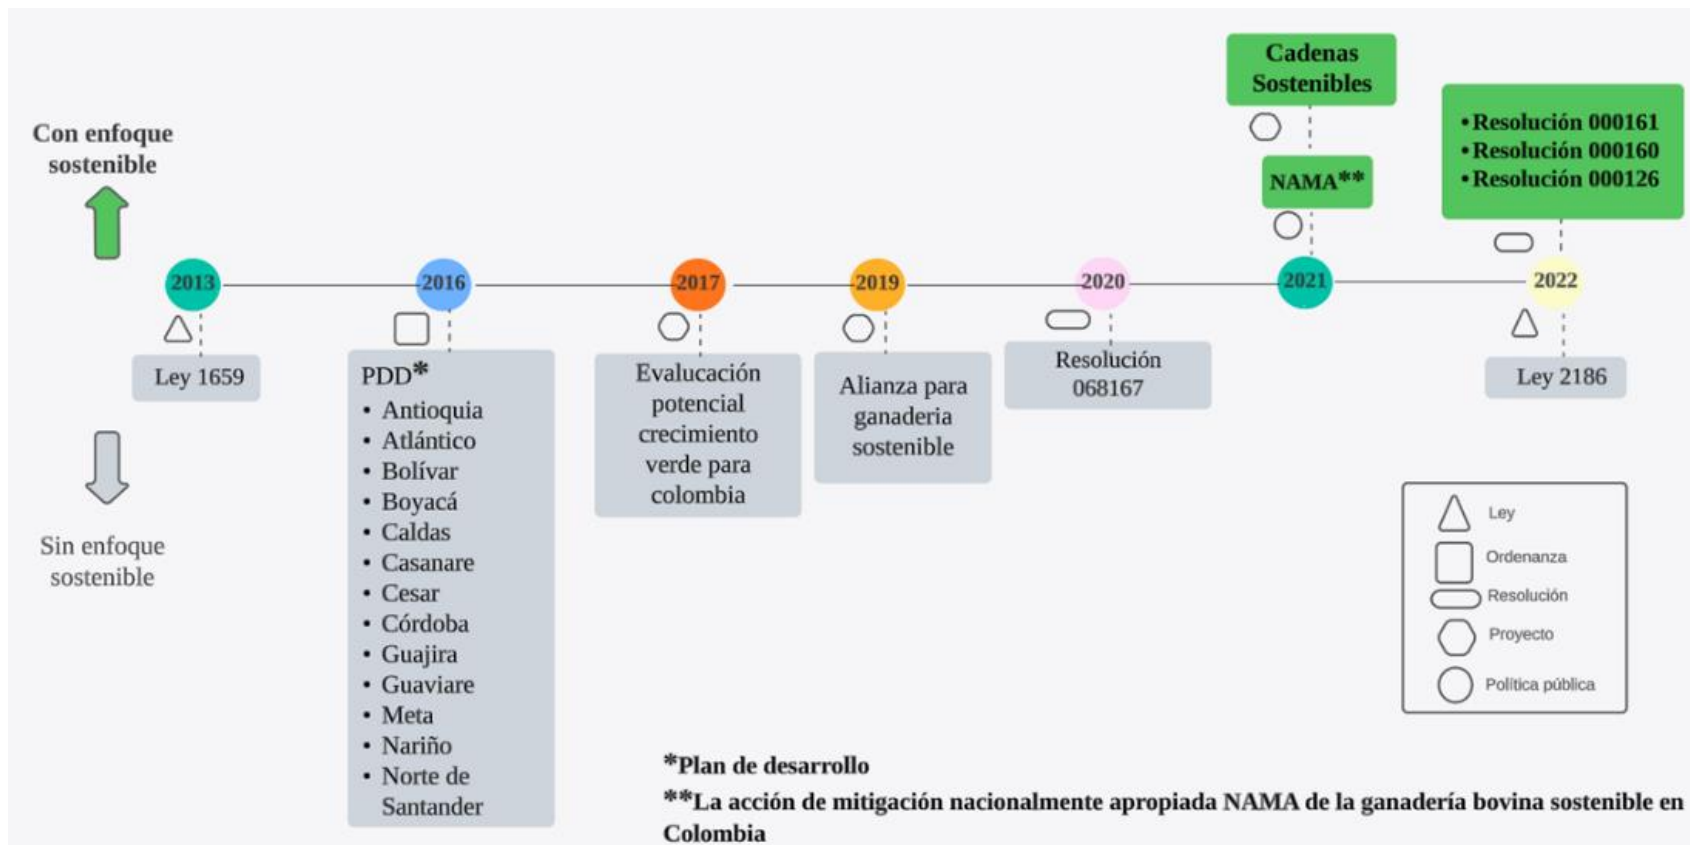 Cadenas
Sostenibles
• Resolución 000161
• Resolución 000160
• Resolución 000126
Con enfoque
sostenible
NAMA**
2013
2016
2017
2019
2020
2021
2022
Ley 1659
PDD*
• Antioquia
• Atlántico
• Bolívar
• Boyacá
• Caldas
• Casanare
• Cesar
• Córdoba
• Guajira
• Guaviare
• Meta
• Nariño
• Norte de
Santander
Evalucación
potencial
crecimiento
verde para
colombia
Alianza para
ganaderia
sostenible
Resolución
068167
Ley 2186
Sin enfoque
sostenible
Ley
Ordenanza
Resolución
Proyecto
Política pública
*Plan de desarrollo
**La acción de mitigación nacionalmente apropiada NAMA de la ganadería bovina sostenible en
Colombia